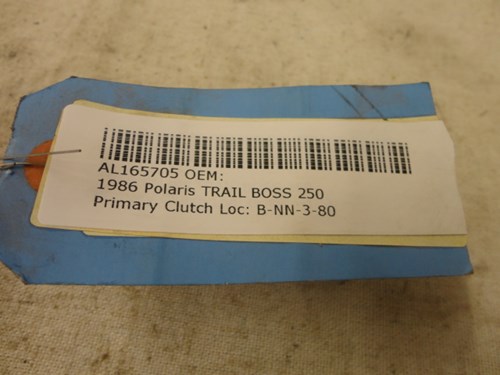 AL165705 OEM:
1986 Polaris TRAIL BOSS 250
Primary Clutch Loc: B-NN-3-80